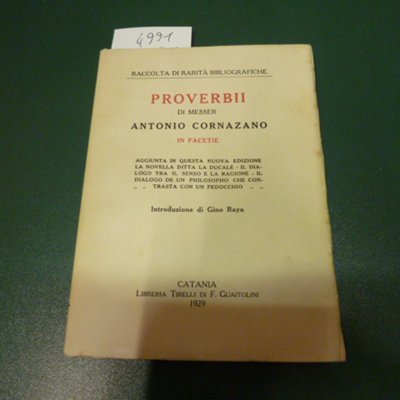 4991
RACCOLTA DI RARITÀ BIBLIOGRAFICHE
PROVERBII
DI MESSER
ANTONIO CORNAZANO
IN FACETIE
AGGIUNTA IN QUESTA NUOVA EDIZIONE
LA NOVELLA DITTA LA DUCALE - IL DIA-
LOGO TRA IL SENSO E LA RAGIONE - IL
DIALOGO DE UN PHILOSOPHO CHE CON-
TRASTA CON UN PEDOCCHIO
Introduzione di Gino Raya
CATANIA
LIBRERIA TIRELLI DI F. GUAITOLINI
1929